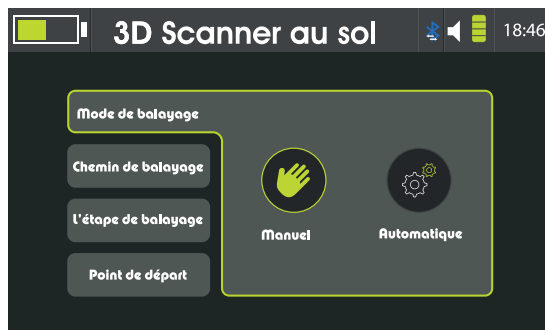 3D Scanner au sol
18:46
Mode de balayage
Chemin de balayage
L'étape de balayage
Point de départ
Manuel
Automatique